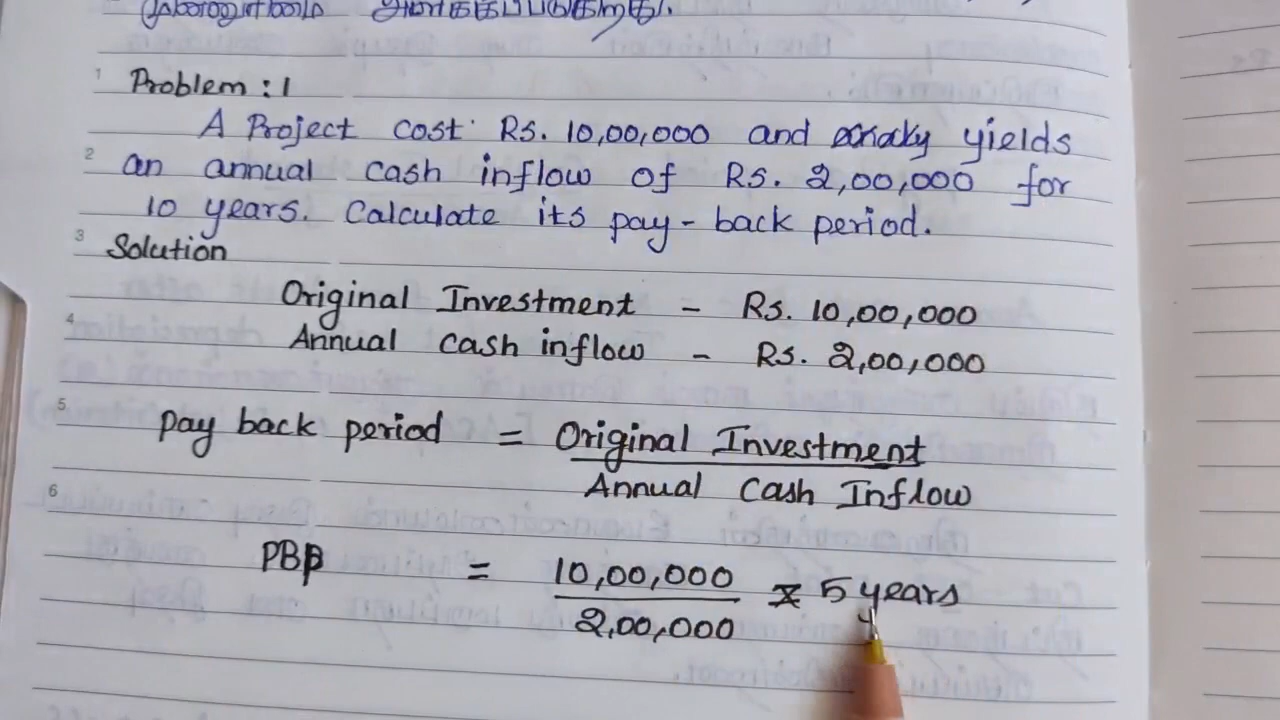 Problem : 1
A Project cost Rs. 10,00,000 and yields
an annual cash inflow of Rs. 2,00,000 for
10 years. Calculate its pay-back period.
Solution
Original Investment - Rs. 10,00,000
Annual Cash inflow - Rs. 2,00,000
Pay back period = Original Investment
Annual Cash Inflow
PBP = 10,00,000 = 5 years
2,00,000